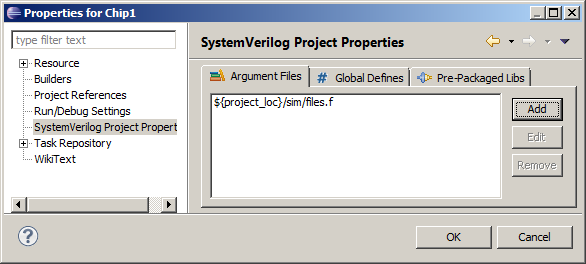 Properties for Chip1
type filter text
Resource
Builders
Project References
Run/Debug Settings
SystemVerilog Project Propert
Task Repository
WikiText
SystemVerilog Project Properties
Argument Files
# Global Defines
Pre-Packaged Libs
${project_loc}/sim/files.f
Add
Edit
Remove
?
OK
Cancel